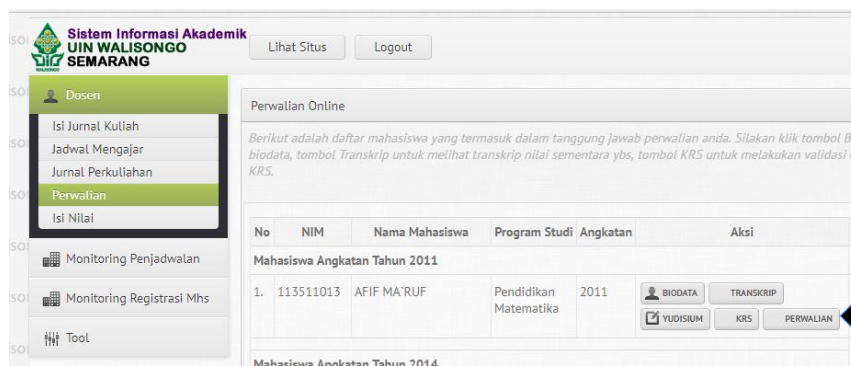 Sistem Informasi Akademik
UIN WALISONGO
SEMARANG
WALISONGO
Lihat Situs
Logout
Dosen
Isi Jurnal Kuliah
Jadwal Mengajar
Jurnal Perkuliahan
Perwalian
Isi Nilai
Monitoring Penjadwalan
Monitoring Registrasi Mhs
Tool
Perwalian Online
Berikut adalah daftar mahasiswa yang termasuk dalam tanggung jawab perwalian anda. Silakan klik tombol B
biodata, tombol Transkrip untuk melihat transkrip nilai sementara ybs, tombol KRS untuk melakukan validasi
KRS.
No NIM Nama Mahasiswa Program Studi Angkatan Aksi
Mahasiswa Angkatan Tahun 2011
1. 113511013 AFIF MA`RUF Pendidikan Matematika 2011 BIODATA TRANSKRIP
YUDISIUM KRS PERWALIAN
Mahasiswa Angkatan Tahun 2014